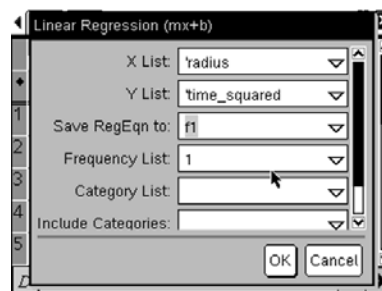 Linear Regression (mx+b)
X List: 'radius
Y List: 'time_squared
Save RegEqn to: f1
Frequency List: 1
Category List:
Include Categories:
OK Cancel
1
2
3
4
5
D